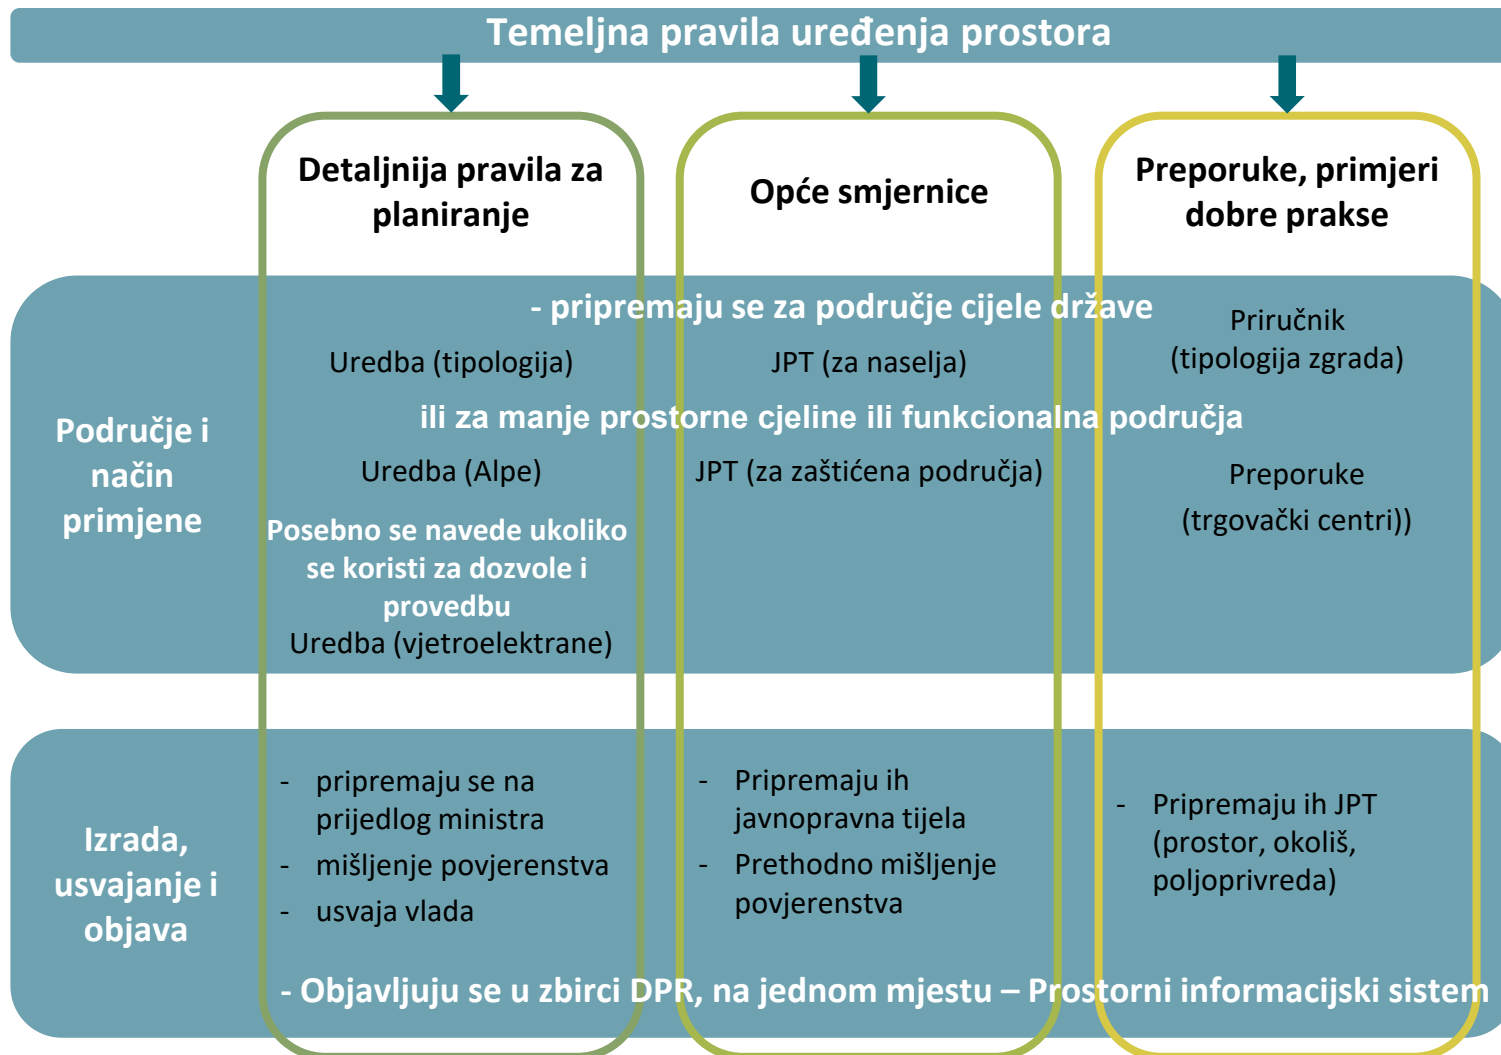 Temeljna pravila uređenja prostora
Detaljnija pravila za
planiranje
Opće smjernice
Preporuke, primjeri
dobre prakse
Područje i
način
primjene
- pripremaju se za područje cijele države
Uredba (tipologija)
JPT (za naselja)
Priručnik
(tipologija zgrada)
ili za manje prostorne cjeline ili funkcionalna područja
Uredba (Alpe)
JPT (za zaštićena područja)
Preporuke
(trgovački centri))
Posebno se navede ukoliko
se koristi za dozvole i
provedbu
Uredba (vjetroelektrane)
Izrada,
usvajanje i
objava
- pripremaju se na
prijedlog ministra
- mišljenje povjerenstva
- usvaja vlada
- Pripremaju ih
javnopravna tijela
- Prethodno mišljenje
povjerenstva
- Pripremaju ih JPT
(prostor, okoliš,
poljoprivreda)
- Objavljuju se u zbirci DPR, na jednom mjestu – Prostorni informacijski sistem